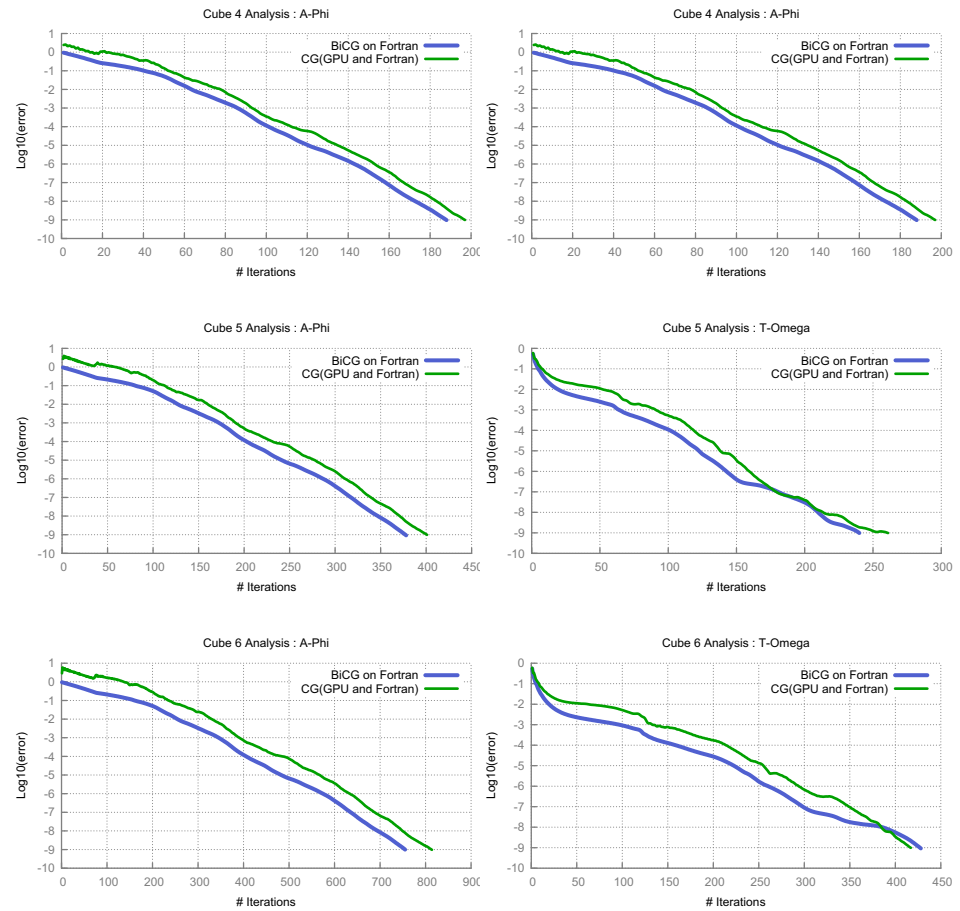 Cube 4 Analysis : A-Phi
1
0
-1
-2
-3
-4
-5
-6
-7
-8
-9
-10
Log10(error)
BiCG on Fortran
CG(GPU and Fortran)
0 20 40 60 80 100 120 140 160 180 200
# Iterations
Cube 4 Analysis : A-Phi
1
0
-1
-2
-3
-4
-5
-6
-7
-8
-9
-10
Log10(error)
BiCG on Fortran
CG(GPU and Fortran)
0 20 40 60 80 100 120 140 160 180 200
# Iterations
Cube 5 Analysis : A-Phi
1
0
-1
-2
-3
-4
-5
-6
-7
-8
-9
-10
Log10(error)
BiCG on Fortran
CG(GPU and Fortran)
0 50 100 150 200 250 300 350 400 450
# Iterations
Cube 5 Analysis : T-Omega
0
-1
-2
-3
-4
-5
-6
-7
-8
-9
-10
Log10(error)
BiCG on Fortran
CG(GPU and Fortran)
0 50 100 150 200 250 300
# Iterations
Cube 6 Analysis : A-Phi
1
0
-1
-2
-3
-4
-5
-6
-7
-8
-9
-10
Log10(error)
BiCG on Fortran
CG(GPU and Fortran)
0 100 200 300 400 500 600 700 800 900
# Iterations
Cube 6 Analysis : T-Omega
0
-1
-2
-3
-4
-5
-6
-7
-8
-9
-10
Log10(error)
BiCG on Fortran
CG(GPU and Fortran)
0 50 100 150 200 250 300 350 400 450
# Iterations